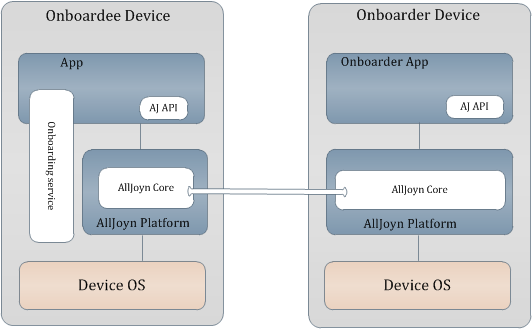 Onboardee Device
App
AJ API
Onboarding service
AllJoyn Core
AllJoyn Platform
Device OS
Onboarder Device
Onboarder App
AJ API
AllJoyn Core
AllJoyn Platform
Device OS